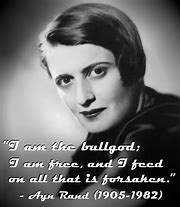 "I am the bullgod;
I am free, and I feed
on all that is forsaken."
- Ayn Rand (1905-1982)